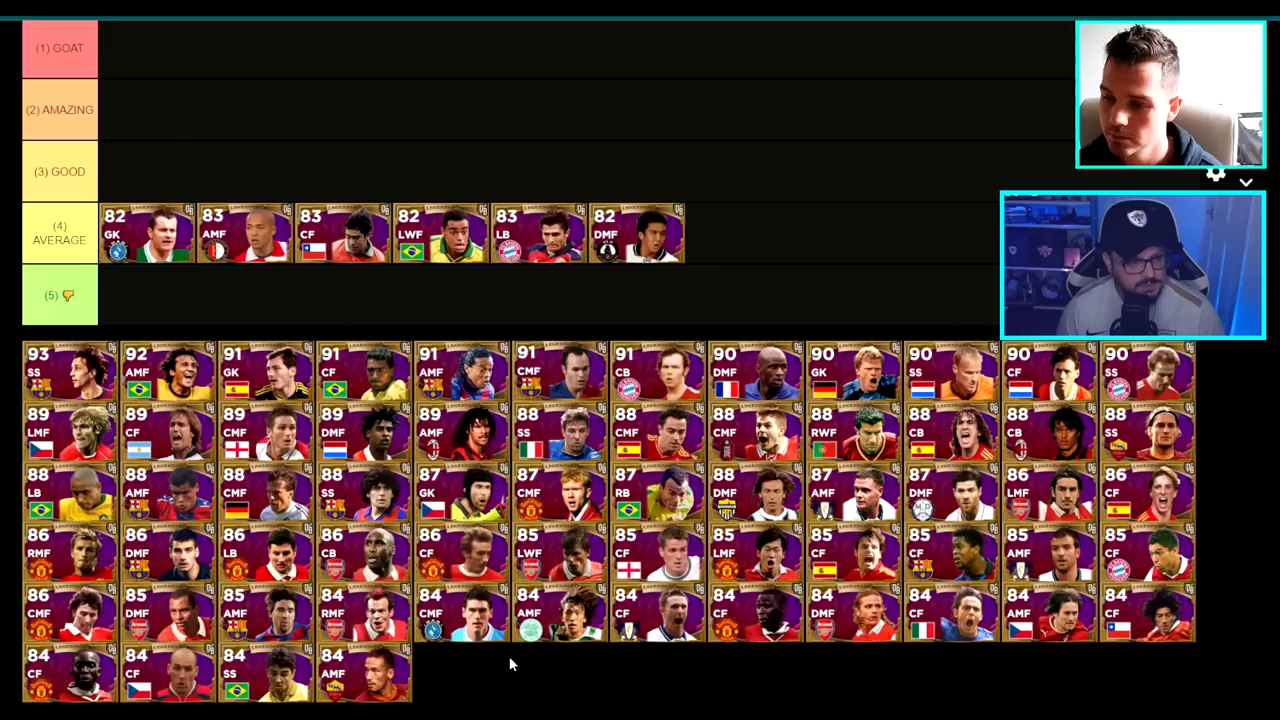 (1) GOAT
(2) AMAZING
(3) GOOD
(4)
AVERAGE
82 83 83 82 83 82
GK AMF CF LWF LB DMF
(5)
93 92 91 91 91 91 91 90 90 90 90 90
SS AMF GK CF AMF CMF CB DMF GK SS CF SS
89 89 89 89 89 88 88 88 88 88 88 88
LMF CF CMF DMF AMF SS CMF CMF RWF CB CB SS
88 88 88 88 87 87 87 88 87 87 86 86
LB AMF CMF SS GK CMF RB DMF AMF DMF LMF CF
86 86 86 86 86 85 85 85 85 85 85 85
RMF DMF LB CB CF LWF CF LMF CF CF AMF CF
86 85 85 84 84 84 84 84 84 84 84 84
CMF DMF AMF RMF CMF AMF CF CF DMF CF AMF CF
84 84 84 84
CF CF SS AMF